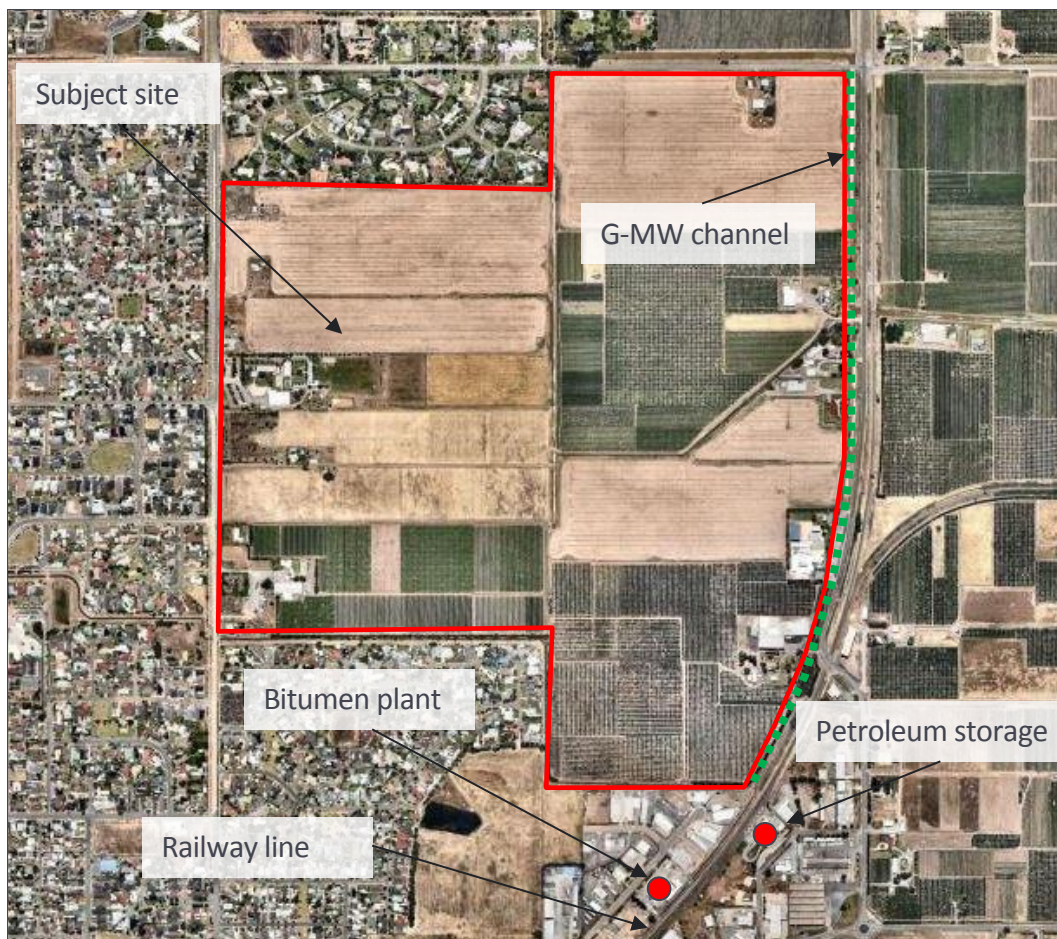 Subject site
G-MW channel
Bitumen plant
Petroleum storage
Railway line